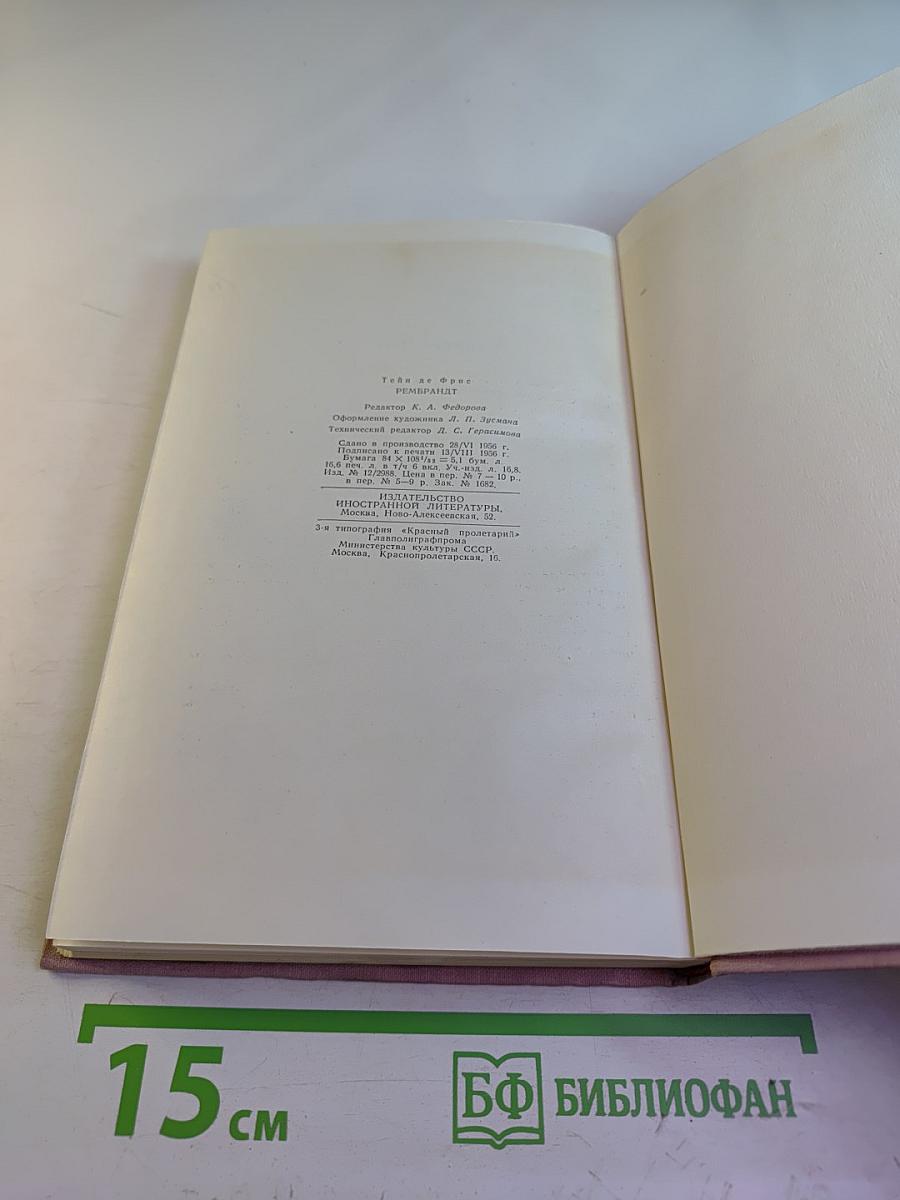 Тейн де Фрис
РЕМБРАНДТ
Редактор К. А. Федорова
Оформление художника Л. П. Зусмана
Технический редактор Д. С. Герасимова
Сдано в производство 28/VI 1956 г.
Подписано к печати 13/VIII 1956 г.
Бумага 84 × 108¹/₃₂ = 5,1 бум. л.
16,6 печ. л. в т/ч 6 вкл. Уч.-изд. л. 16,8.
Изд. № 12/2988. Цена в пер. № 7 — 10 р.,
в пер. № 5—9 р. Зак. № 1682.
ИЗДАТЕЛЬСТВО
ИНОСТРАННОЙ ЛИТЕРАТУРЫ,
Москва, Ново-Алексеевская, 52.
3-я типография «Красный пролетарий»
Главполиграфпрома
Министерства культуры СССР.
Москва, Краснопролетарская, 16.
15 см
БФ БИБЛИОФАН